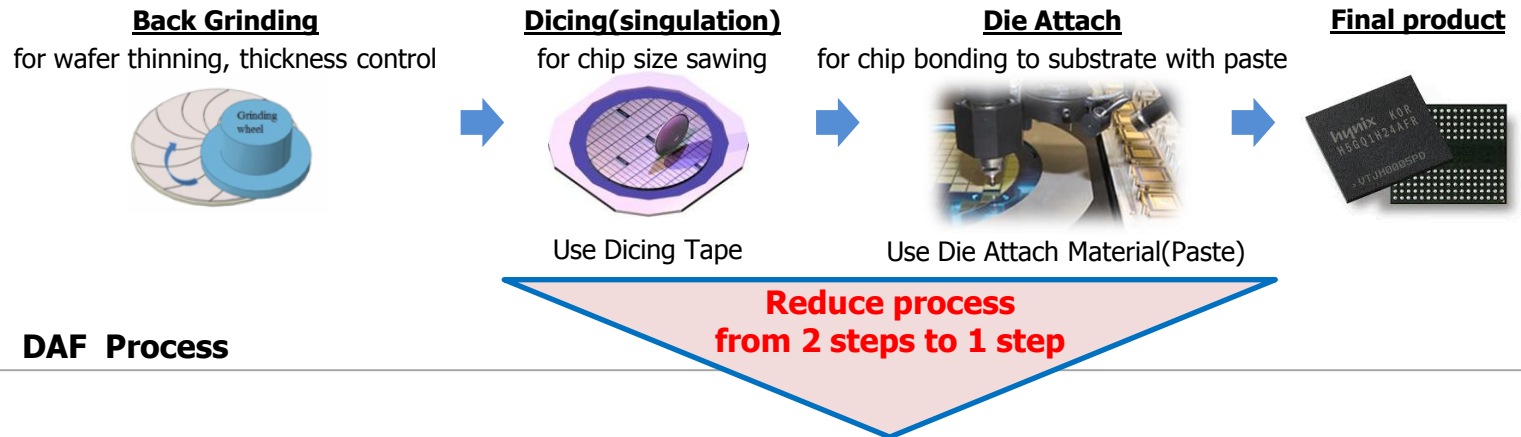 Back Grinding
for wafer thinning, thickness control
Grinding
wheel
Dicing(singulation)
for chip size sawing
Use Dicing Tape
Die Attach
for chip bonding to substrate with paste
Use Die Attach Material(Paste)
Final product
hynix KOR
H5GQ1H24AFR
Reduce process
from 2 steps to 1 step
DAF Process